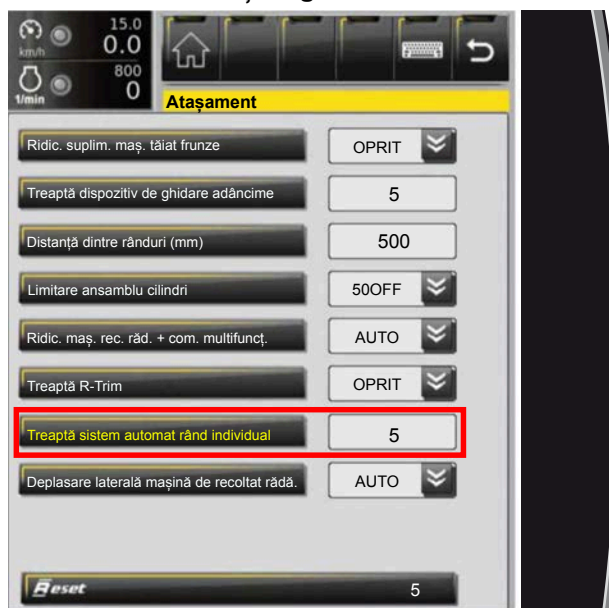 15.0
km/h 0.0
800
1/min 0
Atașament
Ridic. suplim. maș. tăiat frunze OPRIT
Treaptă dispozitiv de ghidare adâncime 5
Distanță dintre rânduri (mm) 500
Limitare ansamblu cilindri 50OFF
Ridic. maș. rec. răd. + com. multifuncț. AUTO
Treaptă R-Trim OPRIT
Treaptă sistem automat rând individual 5
Deplasare laterală mașină de recoltat rădă. AUTO
Reset 5